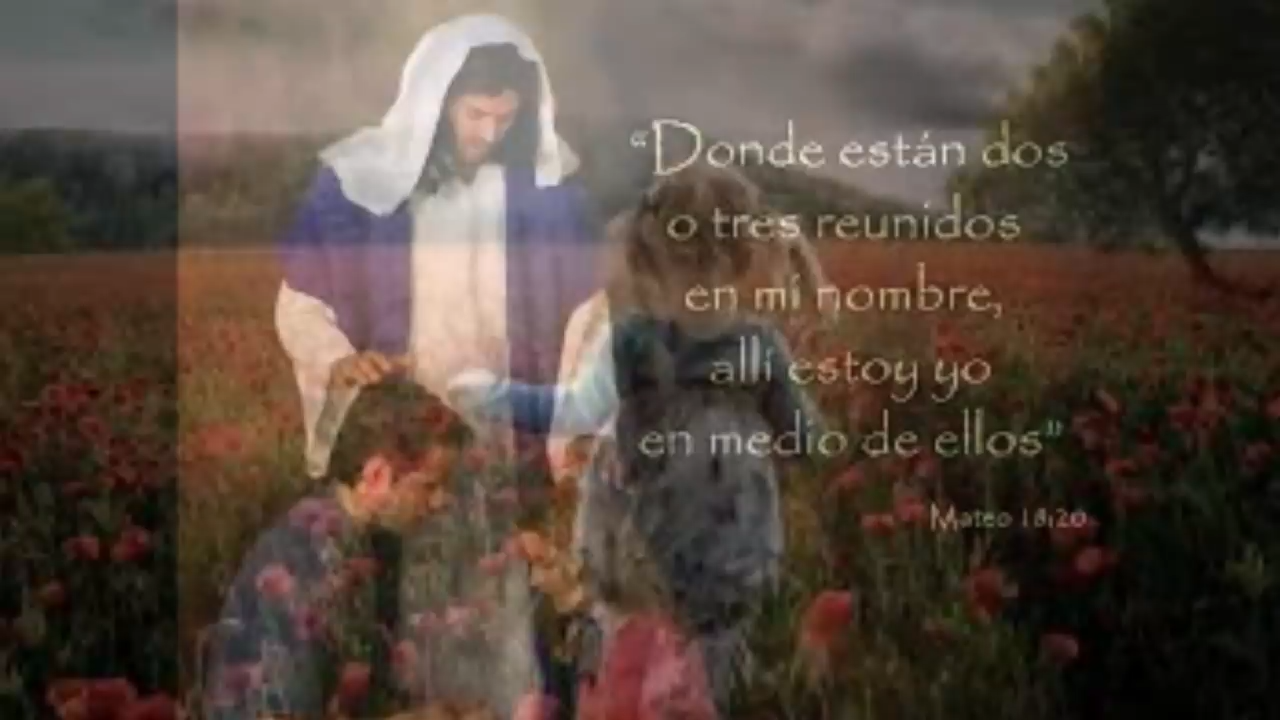 “Donde están dos
o tres reunidos
en mi nombre,
allí estoy yo
en medio de ellos”
Mateo 18:20